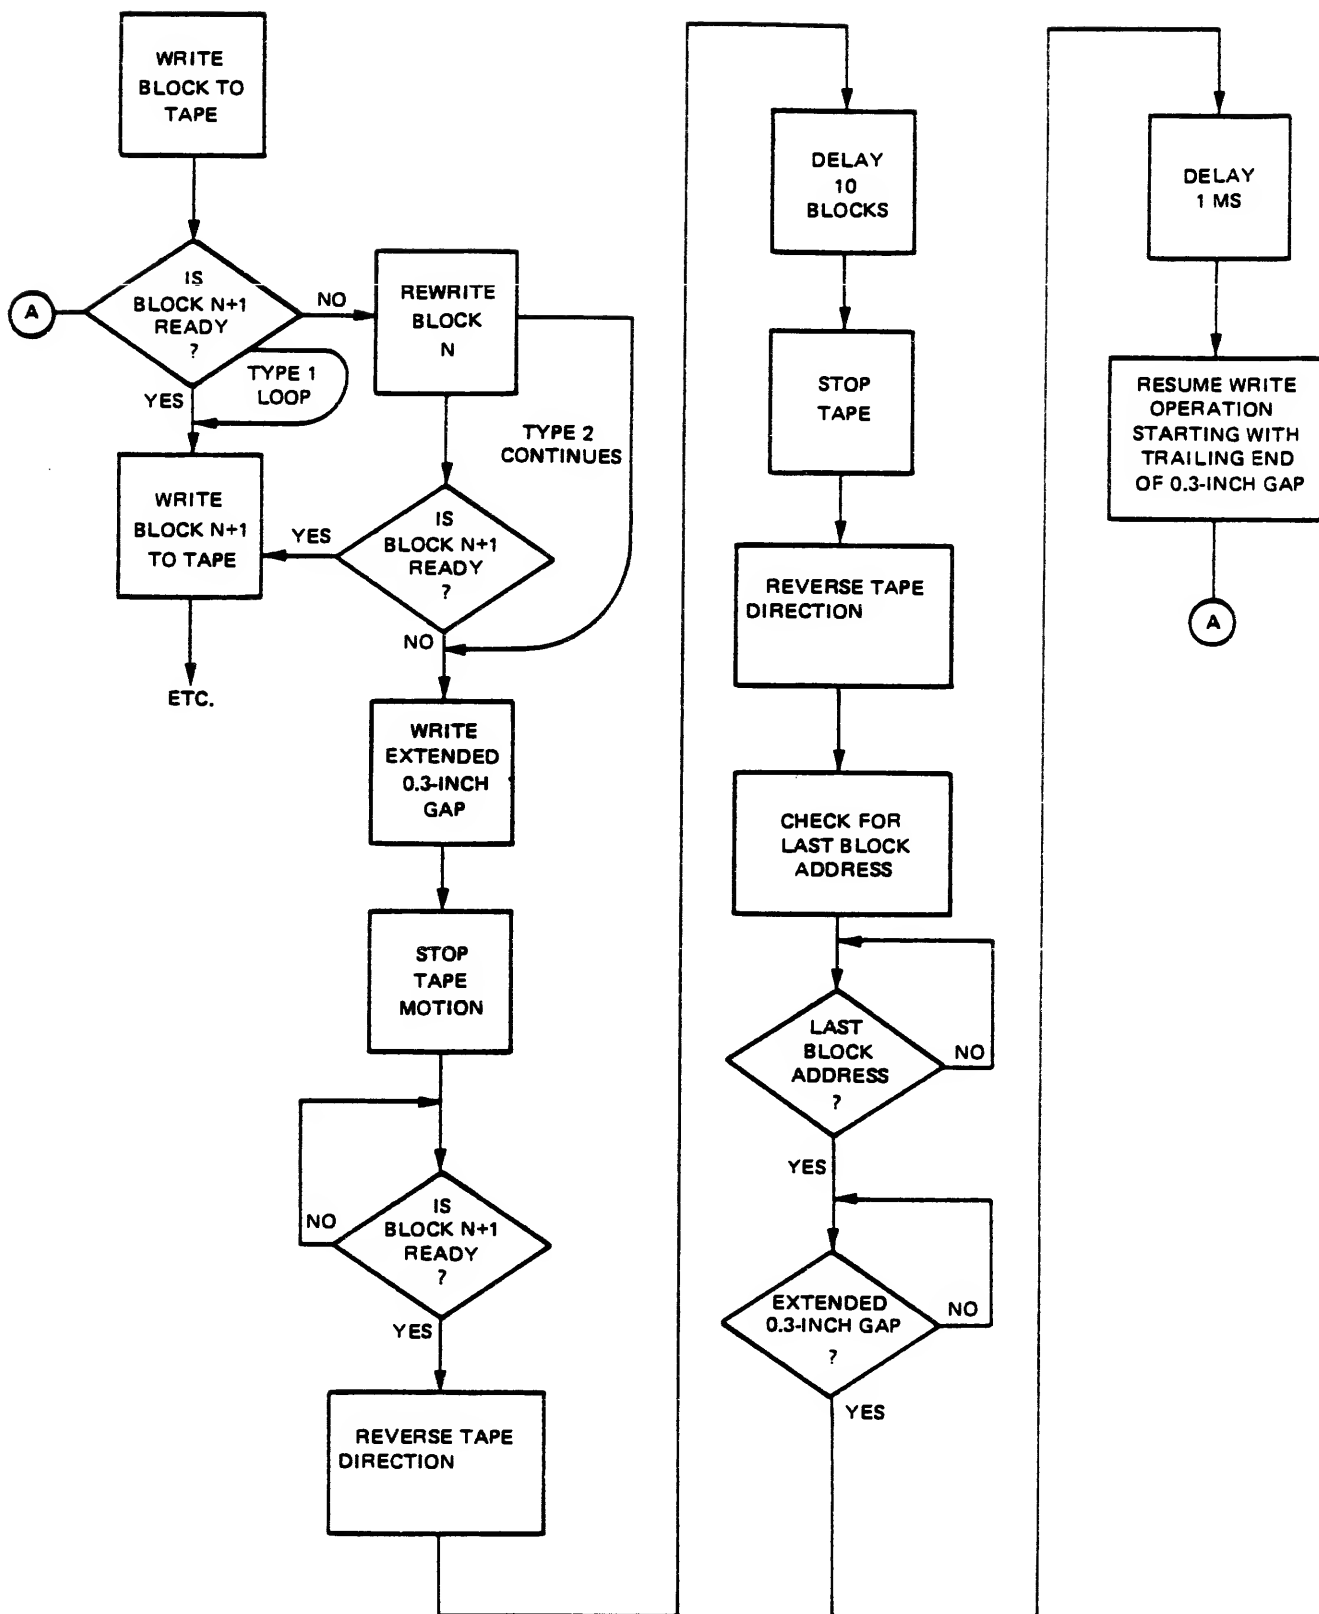 WRITE
BLOCK TO
TAPE
IS
BLOCK N+1
READY
?
A
NO
YES
TYPE 1
LOOP
REWRITE
BLOCK
N
TYPE 2
CONTINUES
WRITE
BLOCK N+1
TO TAPE
ETC.
YES
IS
BLOCK N+1
READY
?
NO
WRITE
EXTENDED
0.3-INCH
GAP
STOP
TAPE
MOTION
IS
BLOCK N+1
READY
?
NO
YES
REVERSE TAPE
DIRECTION
DELAY
10
BLOCKS
STOP
TAPE
REVERSE TAPE
DIRECTION
CHECK FOR
LAST BLOCK
ADDRESS
LAST
BLOCK
ADDRESS
?
NO
YES
EXTENDED
0.3-INCH GAP
?
NO
YES
DELAY
1 MS
RESUME WRITE
OPERATION
STARTING WITH
TRAILING END
OF 0.3-INCH GAP
A